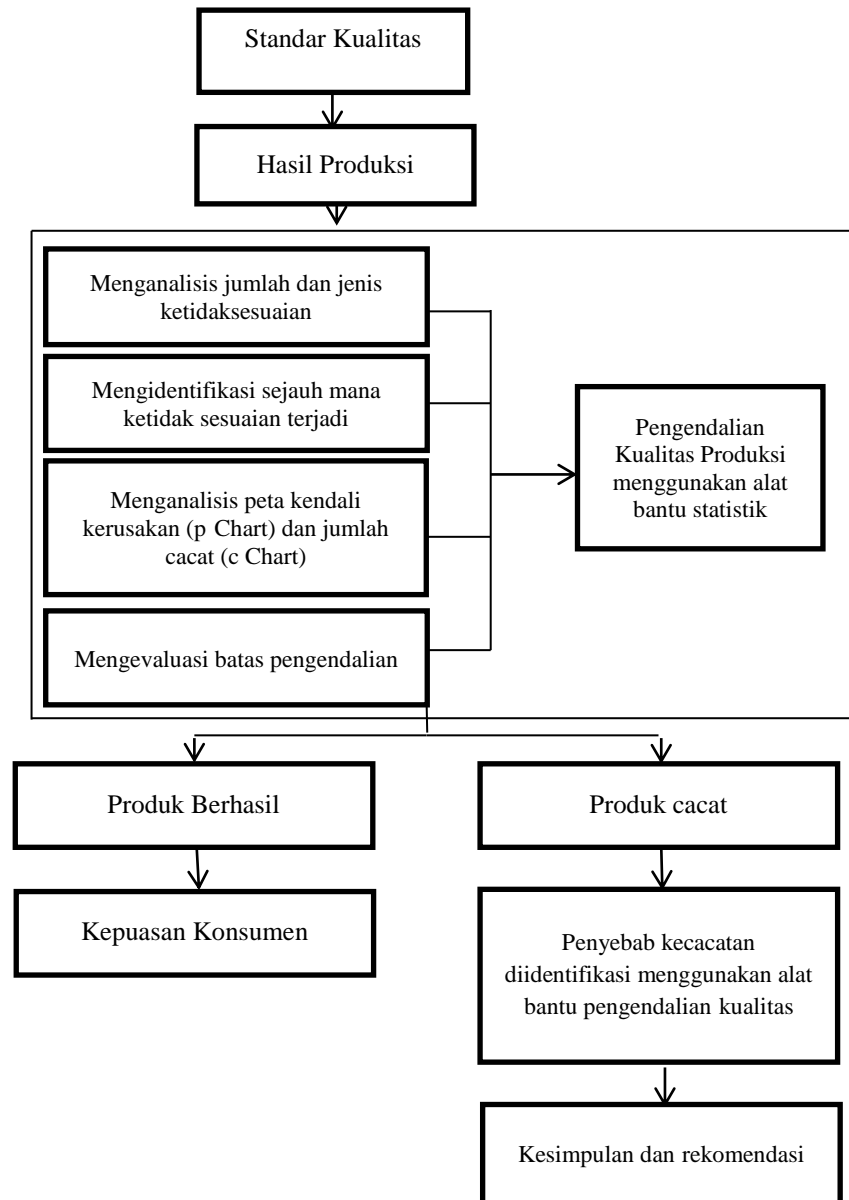 Standar Kualitas
Hasil Produksi
Menganalisis jumlah dan jenis
ketidaksesuaian
Mengidentifikasi sejauh mana
ketidak sesuaian terjadi
Menganalisis peta kendali
kerusakan (p Chart) dan jumlah
cacat (c Chart)
Mengevaluasi batas pengendalian
Pengendalian
Kualitas Produksi
menggunakan alat
bantu statistik
Produk Berhasil
Kepuasan Konsumen
Produk cacat
Penyebab kecacatan
diidentifikasi menggunakan alat
bantu pengendalian kualitas
Kesimpulan dan rekomendasi